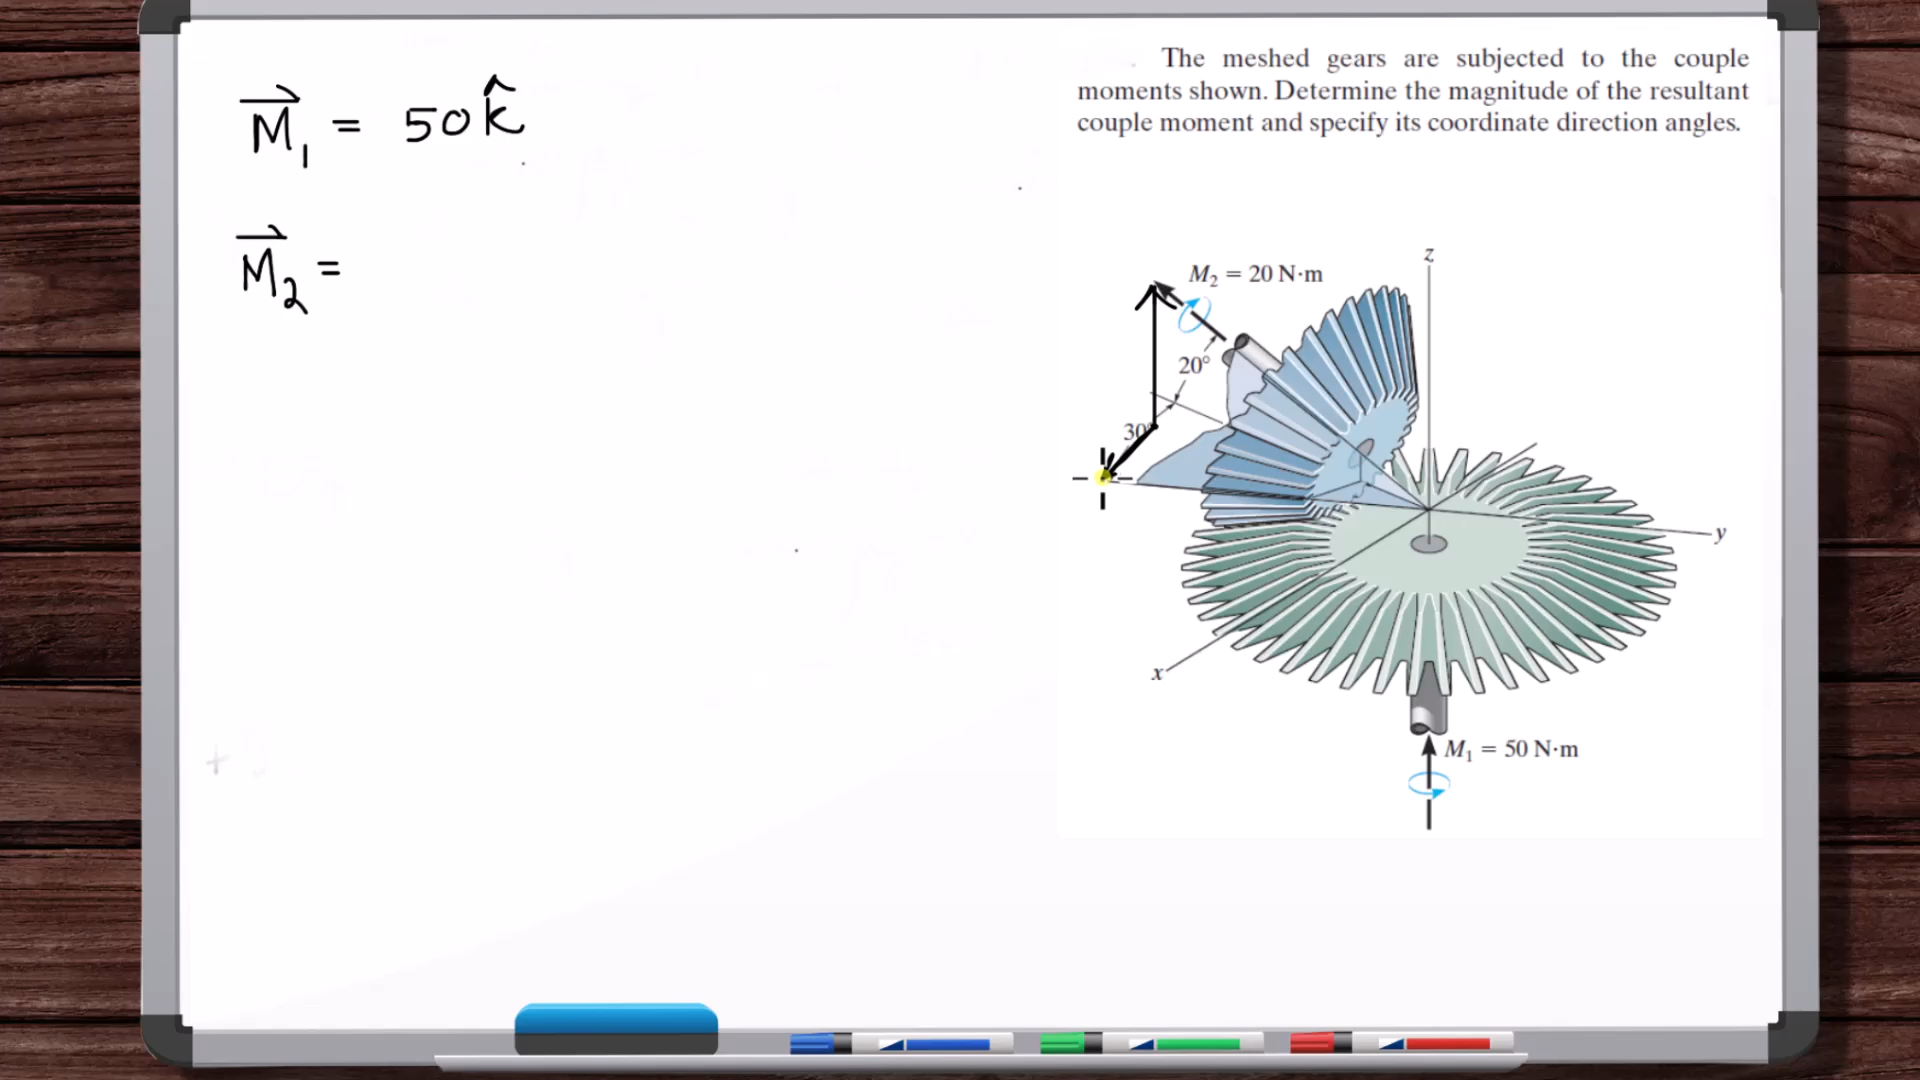 M⃗₁ = 50k̂
M⃗₂ =
The meshed gears are subjected to the couple
moments shown. Determine the magnitude of the resultant
couple moment and specify its coordinate direction angles.
z
M₂ = 20 N·m
20°
30°
y
x
M₁ = 50 N·m